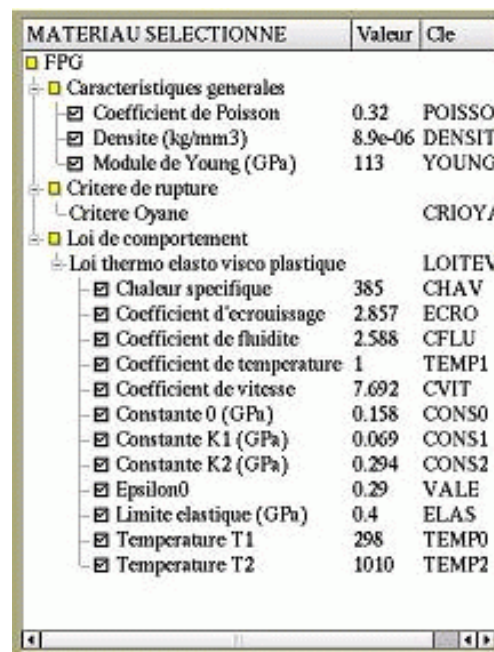 MATERIAU SELECTIONNE Valeur Cle
FPG
Caracteristiques generales
Coefficient de Poisson 0.32 POISSO
Densite (kg/mm3) 8.9e-06 DENSIT
Module de Young (GPa) 113 YOUNG
Critere de rupture
Critere Oyane CRIOYA
Loi de comportement
Loi thermo elasto visco plastique LOITEV
Chaleur specifique 385 CHAV
Coefficient d'ecrouissage 2.857 ECRO
Coefficient de fluidite 2.588 CFLU
Coefficient de temperature 1 TEMP1
Coefficient de vitesse 7.692 CVIT
Constante 0 (GPa) 0.158 CONS0
Constante K1 (GPa) 0.069 CONS1
Constante K2 (GPa) 0.294 CONS2
Epsilon0 0.29 VALE
Limite elastique (GPa) 0.4 ELAS
Temperature T1 298 TEMP0
Temperature T2 1010 TEMP2